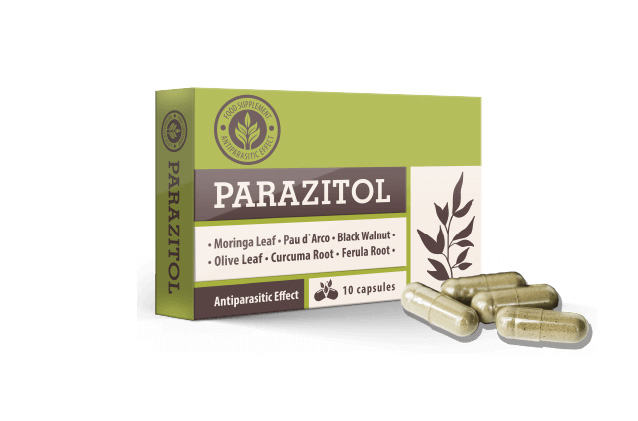 FOOD SUPPLEMENT
• ANTIPARASITIC EFFECT •
PARAZITOL
PARAZITOL
• Moringa Leaf • Pau d`Arco • Black Walnut •
• Olive Leaf • Curcuma Root • Ferula Root •
Antiparasitic Effect
10 capsules